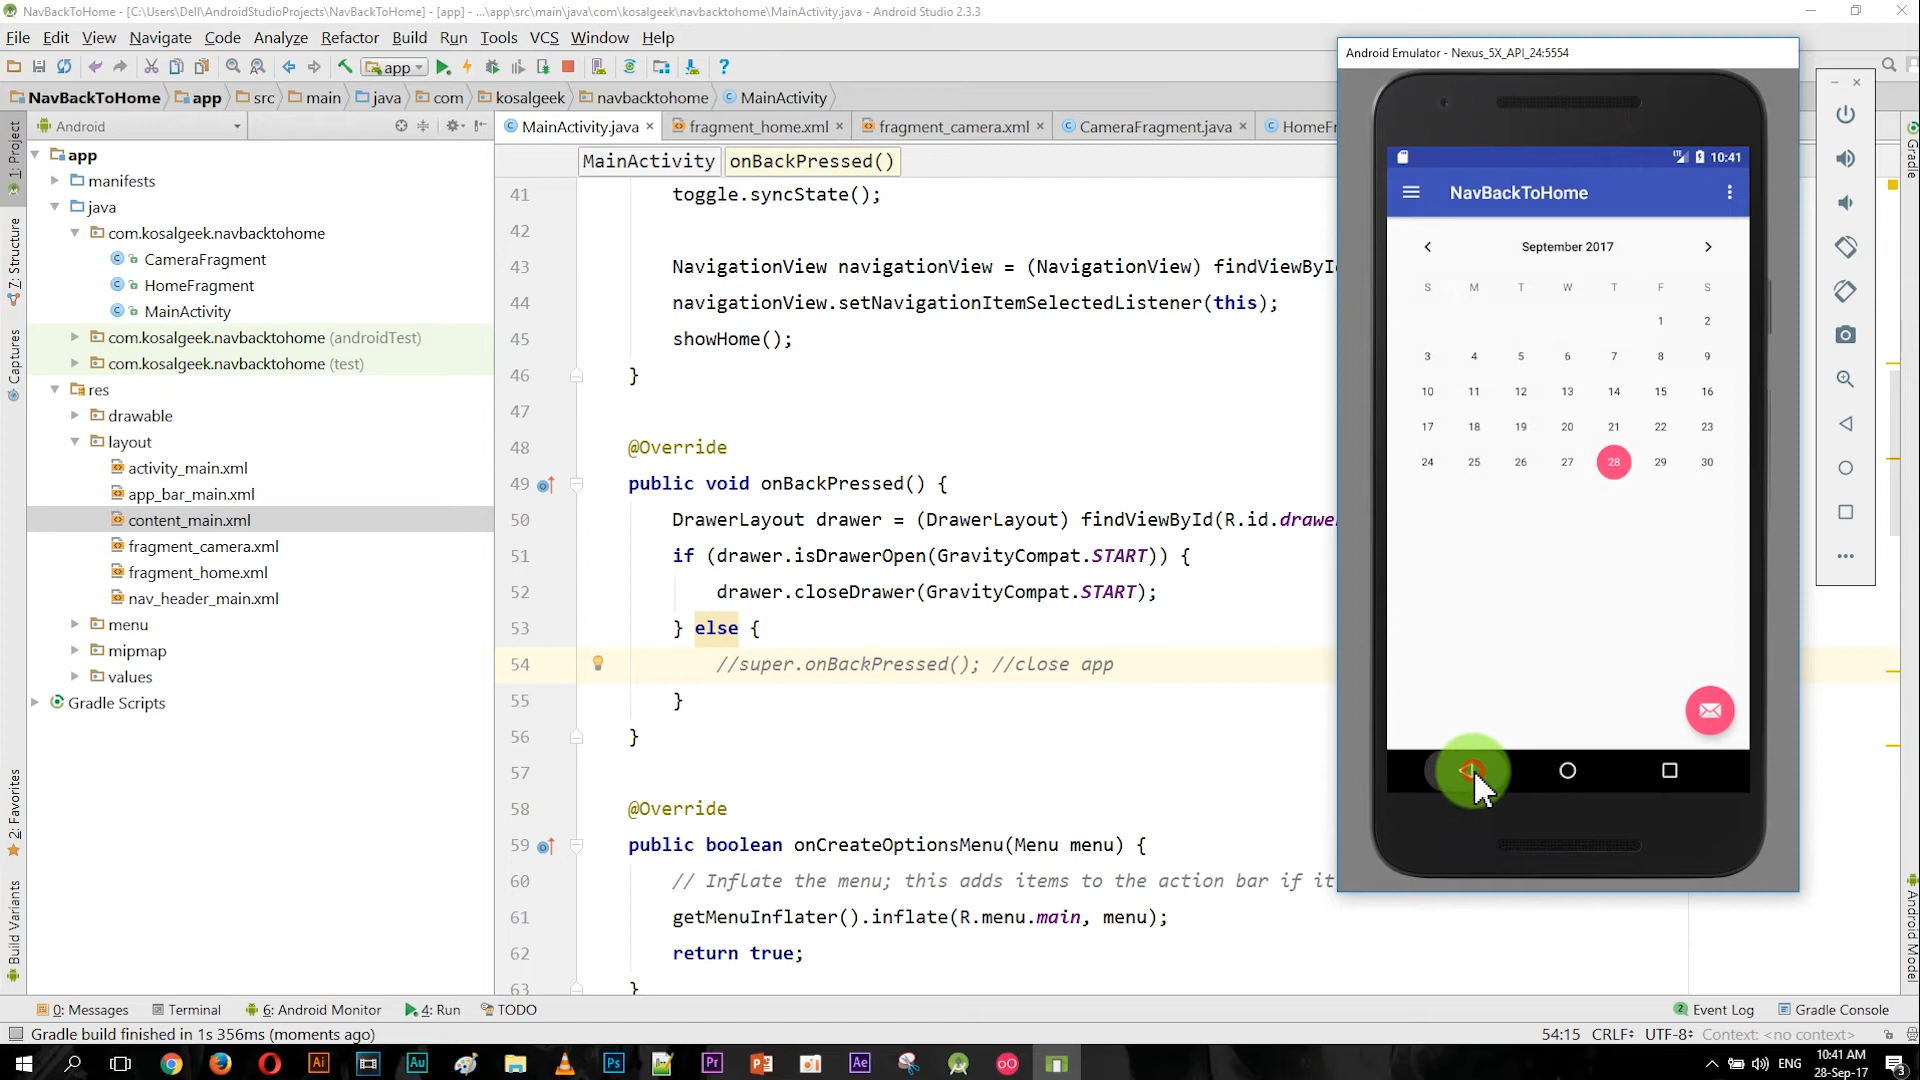 NavBackToHome - [C:\Users\Dell\AndroidStudioProjects\NavBackToHome] - [app] - ...\app\src\main\java\com\kosalgeek\navbacktohome\MainActivity.java - Android Studio 2.3.3
File Edit View Navigate Code Analyze Refactor Build Run Tools VCS Window Help
app
NavBackToHome app src main java com kosalgeek navbacktohome MainActivity
Android
MainActivity.java fragment_home.xml fragment_camera.xml CameraFragment.java HomeFr
MainActivity onBackPressed()
1: Project
Z: Structure
Captures
2: Favorites
Build Variants
app
manifests
java
com.kosalgeek.navbacktohome
CameraFragment
HomeFragment
MainActivity
com.kosalgeek.navbacktohome (androidTest)
com.kosalgeek.navbacktohome (test)
res
drawable
layout
activity_main.xml
app_bar_main.xml
content_main.xml
fragment_camera.xml
fragment_home.xml
nav_header_main.xml
menu
mipmap
values
Gradle Scripts
41 toggle.syncState();
42
43 NavigationView navigationView = (NavigationView) findViewById
44 navigationView.setNavigationItemSelectedListener(this);
45 showHome();
46 }
47
48 @Override
49 public void onBackPressed() {
50 DrawerLayout drawer = (DrawerLayout) findViewById(R.id.drawe
51 if (drawer.isDrawerOpen(GravityCompat.START)) {
52 drawer.closeDrawer(GravityCompat.START);
53 } else {
54 //super.onBackPressed(); //close app
55 }
56 }
57
58 @Override
59 public boolean onCreateOptionsMenu(Menu menu) {
60 // Inflate the menu; this adds items to the action bar if it
61 getMenuInflater().inflate(R.menu.main, menu);
62 return true;
63 }
Android Emulator - Nexus_5X_API_24:5554
LTE 10:41
NavBackToHome
September 2017
S M T W T F S
1 2
3 4 5 6 7 8 9
10 11 12 13 14 15 16
17 18 19 20 21 22 23
24 25 26 27 28 29 30
Gradle
Android Model
0: Messages Terminal 6: Android Monitor 4: Run TODO Event Log Gradle Console
Gradle build finished in 1s 356ms (moments ago) 54:15 CRLF UTF-8 Context: <no context>
Ai Au Ps Pr Ae ENG 10:41 AM
28-Sep-17 3